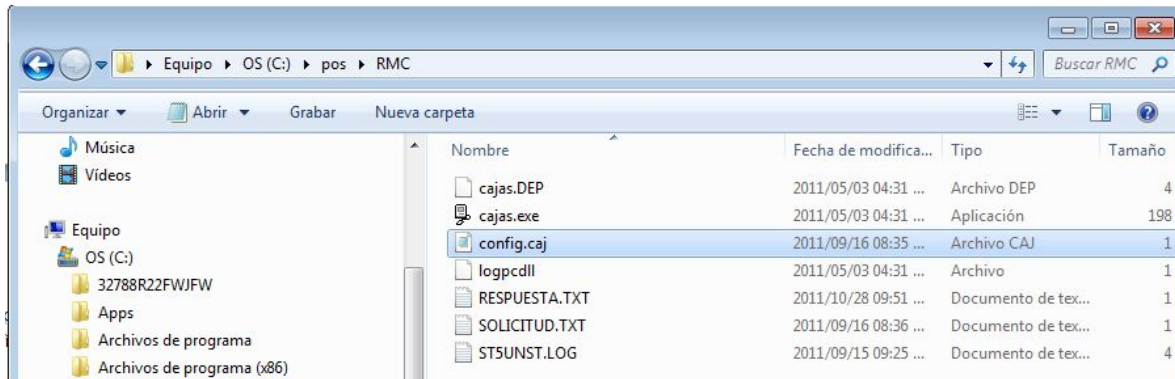 Equipo ▸ OS (C:) ▸ pos ▸ RMC Buscar RMC
Organizar Abrir Grabar Nueva carpeta
Música
Vídeos
Equipo
OS (C:)
32788R22FWJFW
Apps
Archivos de programa
Archivos de programa (x86)
Nombre Fecha de modifica... Tipo Tamaño
cajas.DEP 2011/05/03 04:31 ... Archivo DEP 4
cajas.exe 2011/05/03 04:31 ... Aplicación 198
config.caj 2011/09/16 08:35 ... Archivo CAJ 1
logpcdll 2011/05/03 04:31 ... Archivo 1
RESPUESTA.TXT 2011/10/28 09:51 ... Documento de tex... 1
SOLICITUD.TXT 2011/09/16 08:36 ... Documento de tex... 1
ST5UNST.LOG 2011/09/15 09:25 ... Documento de tex... 4